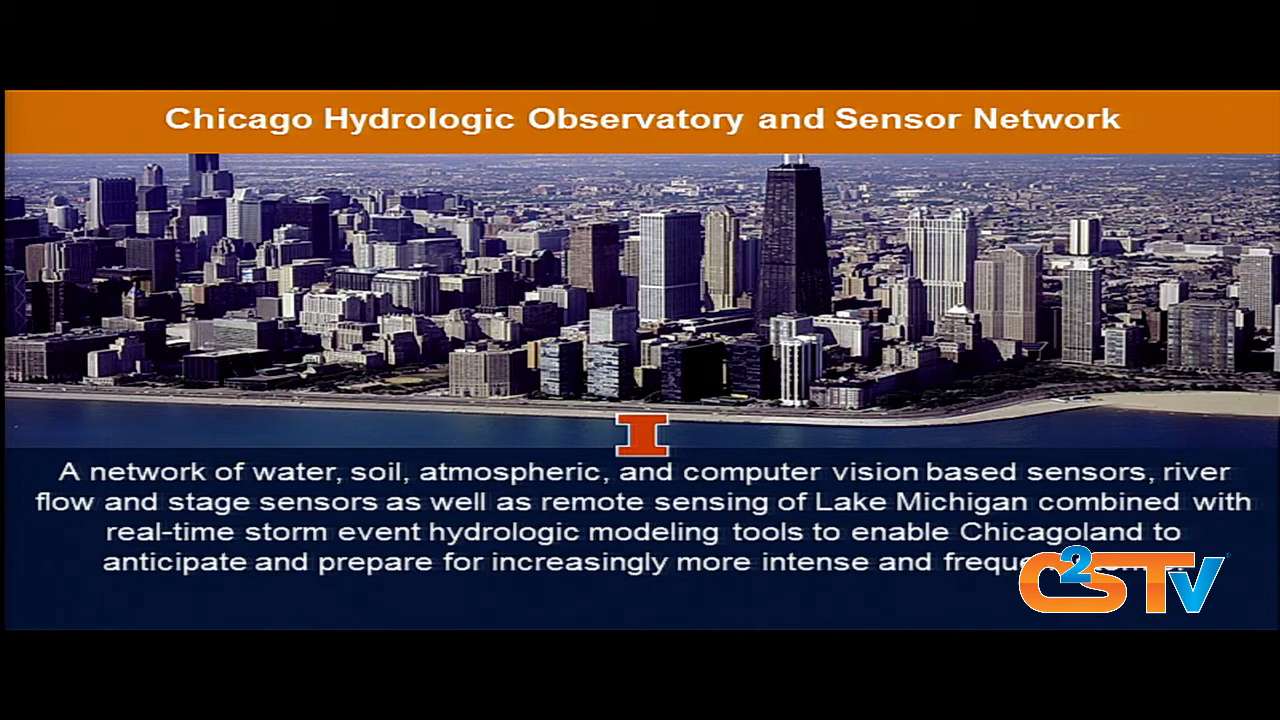 Chicago Hydrologic Observatory and Sensor Network
I
A network of water, soil, atmospheric, and computer vision based sensors, river
flow and stage sensors as well as remote sensing of Lake Michigan combined with
real-time storm event hydrologic modeling tools to enable Chicagoland to
anticipate and prepare for increasingly more intense and
C2STV